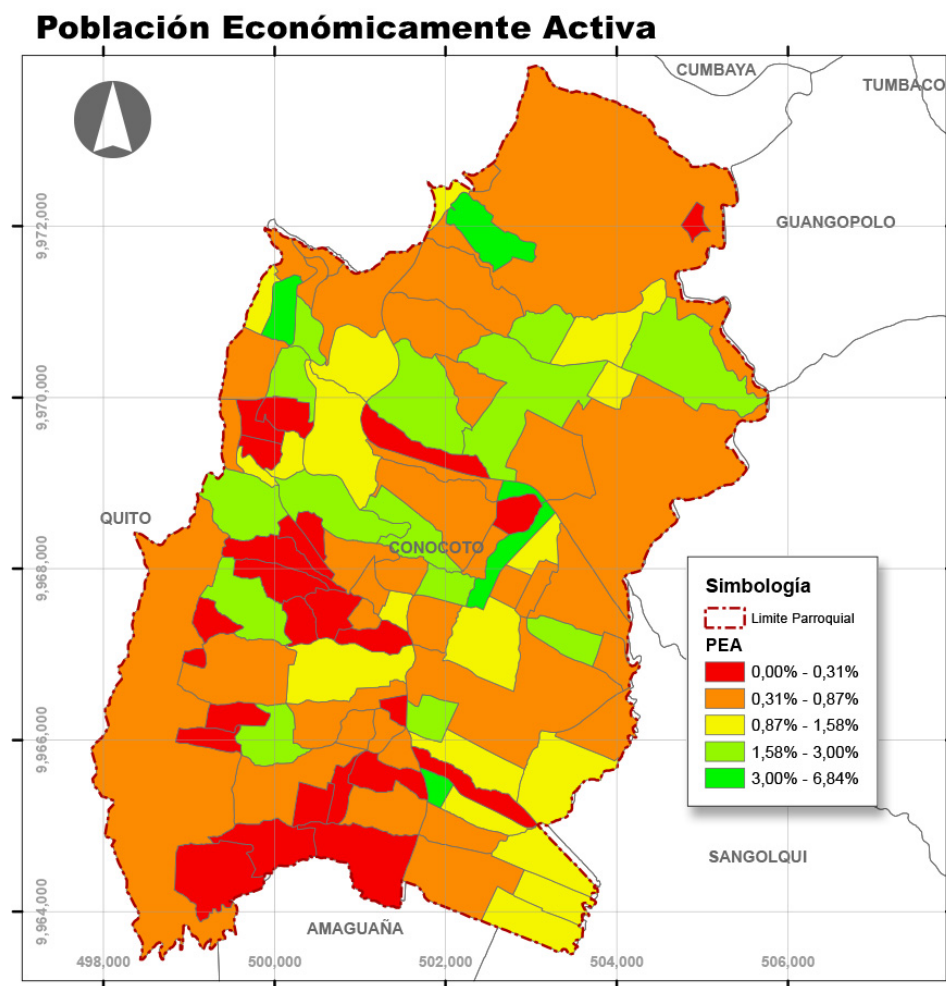 Población Económicamente Activa
CUMBAYA
TUMBACO
GUANGOPOLO
9,972,000
9,970,000
QUITO
CONOCOTO
9,968,000
Simbología
Limite Parroquial
PEA
0,00% - 0,31%
0,31% - 0,87%
0,87% - 1,58%
1,58% - 3,00%
3,00% - 6,84%
9,966,000
SANGOLQUI
9,964,000
AMAGUAÑA
498,000
500,000
502,000
504,000
506,000